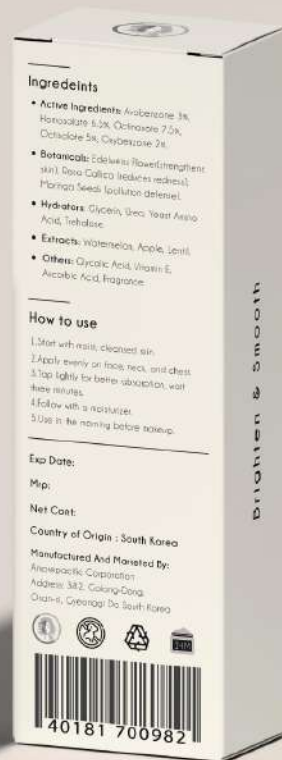 Ingredeints
• Active Ingredients: Avobenzone 3%,
Homosalate 6.5%, Octinoxate 7.5%,
Octisalate 5%, Oxybenzone 2%.
• Botanicals: Edelweiss Flower(strengthens
skin), Rosa Gallica (reduces redness),
Moringa Seeds (pollution defense).
• Hydrators: Glycerin, Urea, Yeast Amino
Acid, Trehalose.
• Extracts: Watermelon, Apple, Lentil.
• Others: Glycolic Acid, Vitamin E,
Ascorbic Acid, Fragrance.
How to use
1.Start with moist, cleansed skin.
2.Apply evenly on face, neck, and chest.
3.Tap lightly for better absorption, wait
three minutes.
4.Follow with a moisturizer.
5.Use in the morning before makeup.
Exp Date:
Mrp:
Net Cont:
Country of Origin : South Korea
Manufactured And Marketed By:
Corporation
Address: 382, Galang-Dong,
Osan-si, Gyeonggi Do, South Korea
24M
40181 700982
Brighten & Smooth